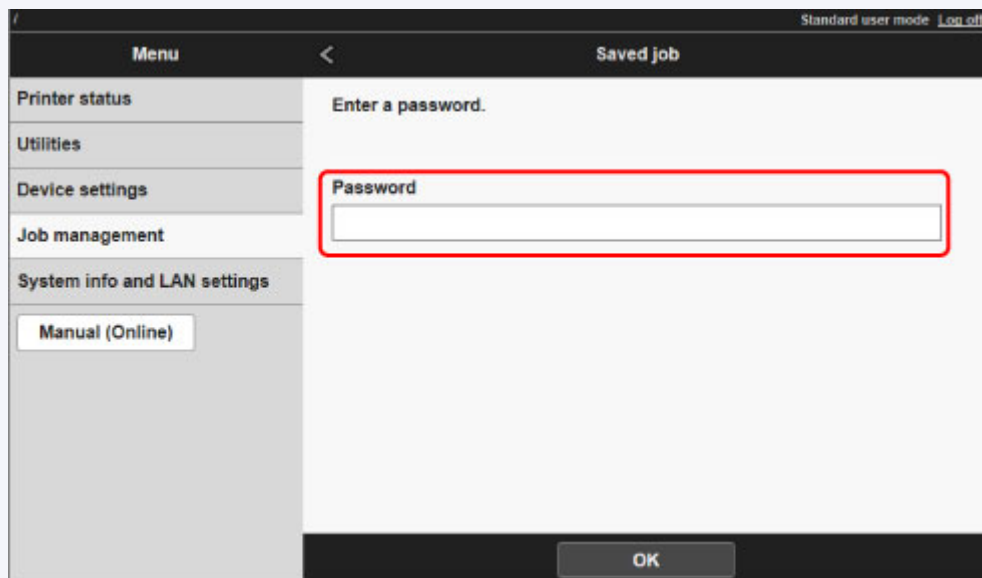 /
Standard user mode Log off
Menu
< Saved job
Printer status
Enter a password.
Utilities
Device settings
Password
Job management
System info and LAN settings
Manual (Online)
OK